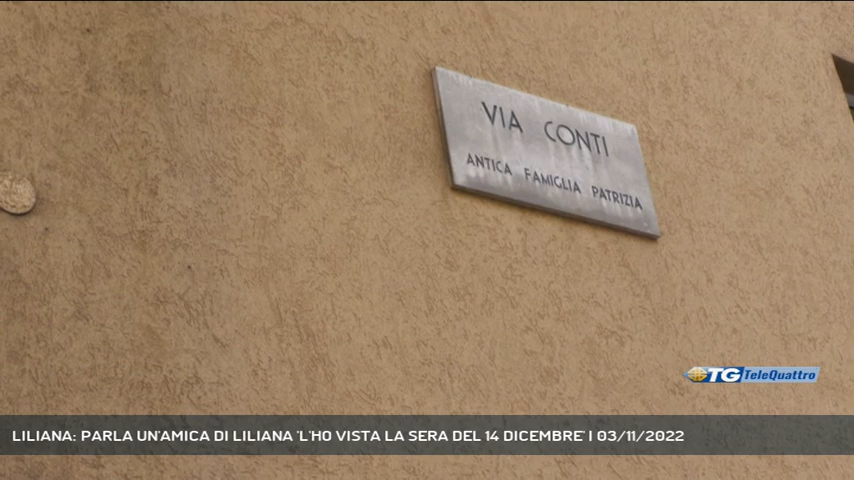 VIA CONTI
ANTICA FAMIGLIA PATRIZIA
TG TeleQuattro
LILIANA: PARLA UN'AMICA DI LILIANA "L'HO VISTA LA SERA DEL 14 DICEMBRE" | 03/11/2022